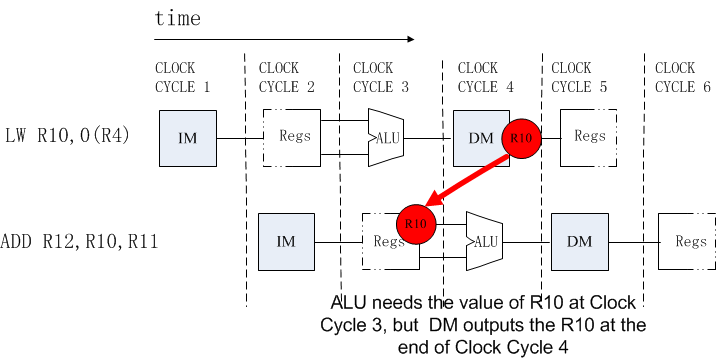 time
CLOCK CYCLE 1
CLOCK CYCLE 2
CLOCK CYCLE 3
CLOCK CYCLE 4
CLOCK CYCLE 5
CLOCK CYCLE 6
LW R10,0(R4)
IM
Regs
ALU
DM
R10
Regs
ADD R12,R10,R11
IM
Regs
R10
ALU
DM
Regs
ALU needs the value of R10 at Clock
Cycle 3, but DM outputs the R10 at the
end of Clock Cycle 4